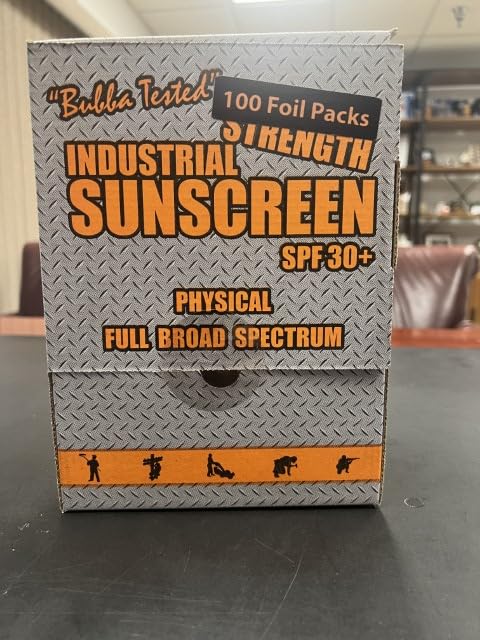 "Bubba Tested"
100 Foil Packs
INDUSTRIAL STRENGTH
SUNSCREEN
SPF 30+
PHYSICAL
FULL BROAD SPECTRUM